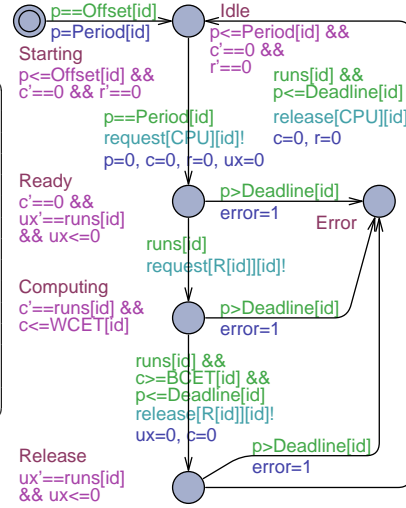 p==Offset[id]
p=Period[id]
Idle
p<=Period[id] &&
c'==0 &&
r'==0
Starting
p<=Offset[id] &&
c'==0 && r'==0
runs[id] &&
p<=Deadline[id]
release[CPU][id]
c=0, r=0
p==Period[id]
request[CPU][id]!
p=0, c=0, r=0, ux=0
Ready
c'==0 &&
ux'==runs[id]
&& ux<=0
p>Deadline[id]
error=1
Error
runs[id]
request[R[id]][id]!
Computing
c'==runs[id] &&
c<=WCET[id]
p>Deadline[id]
error=1
runs[id] &&
c>=BCET[id] &&
p<=Deadline[id]
release[R[id]][id]!
ux=0, c=0
Release
ux'==runs[id]
&& ux<=0
p>Deadline[id]
error=1